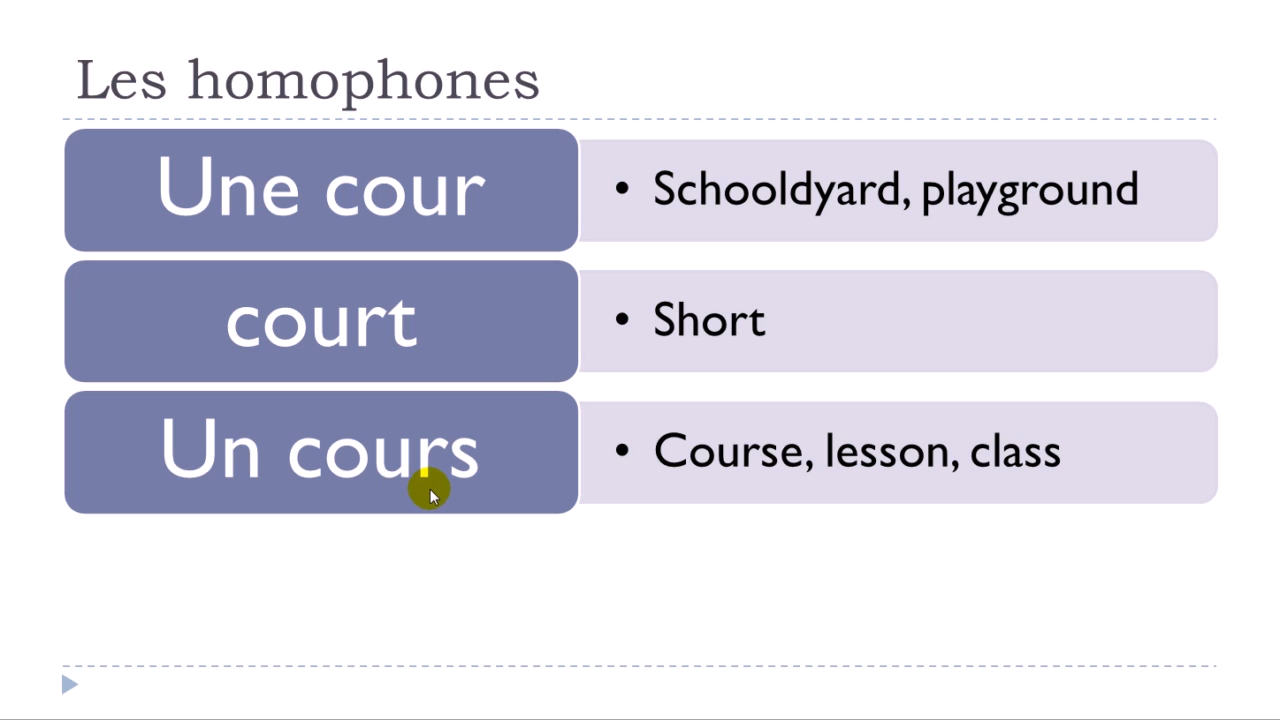 Les homophones
Une cour
• Schooldyard, playground
court
• Short
Un cours
• Course, lesson, class